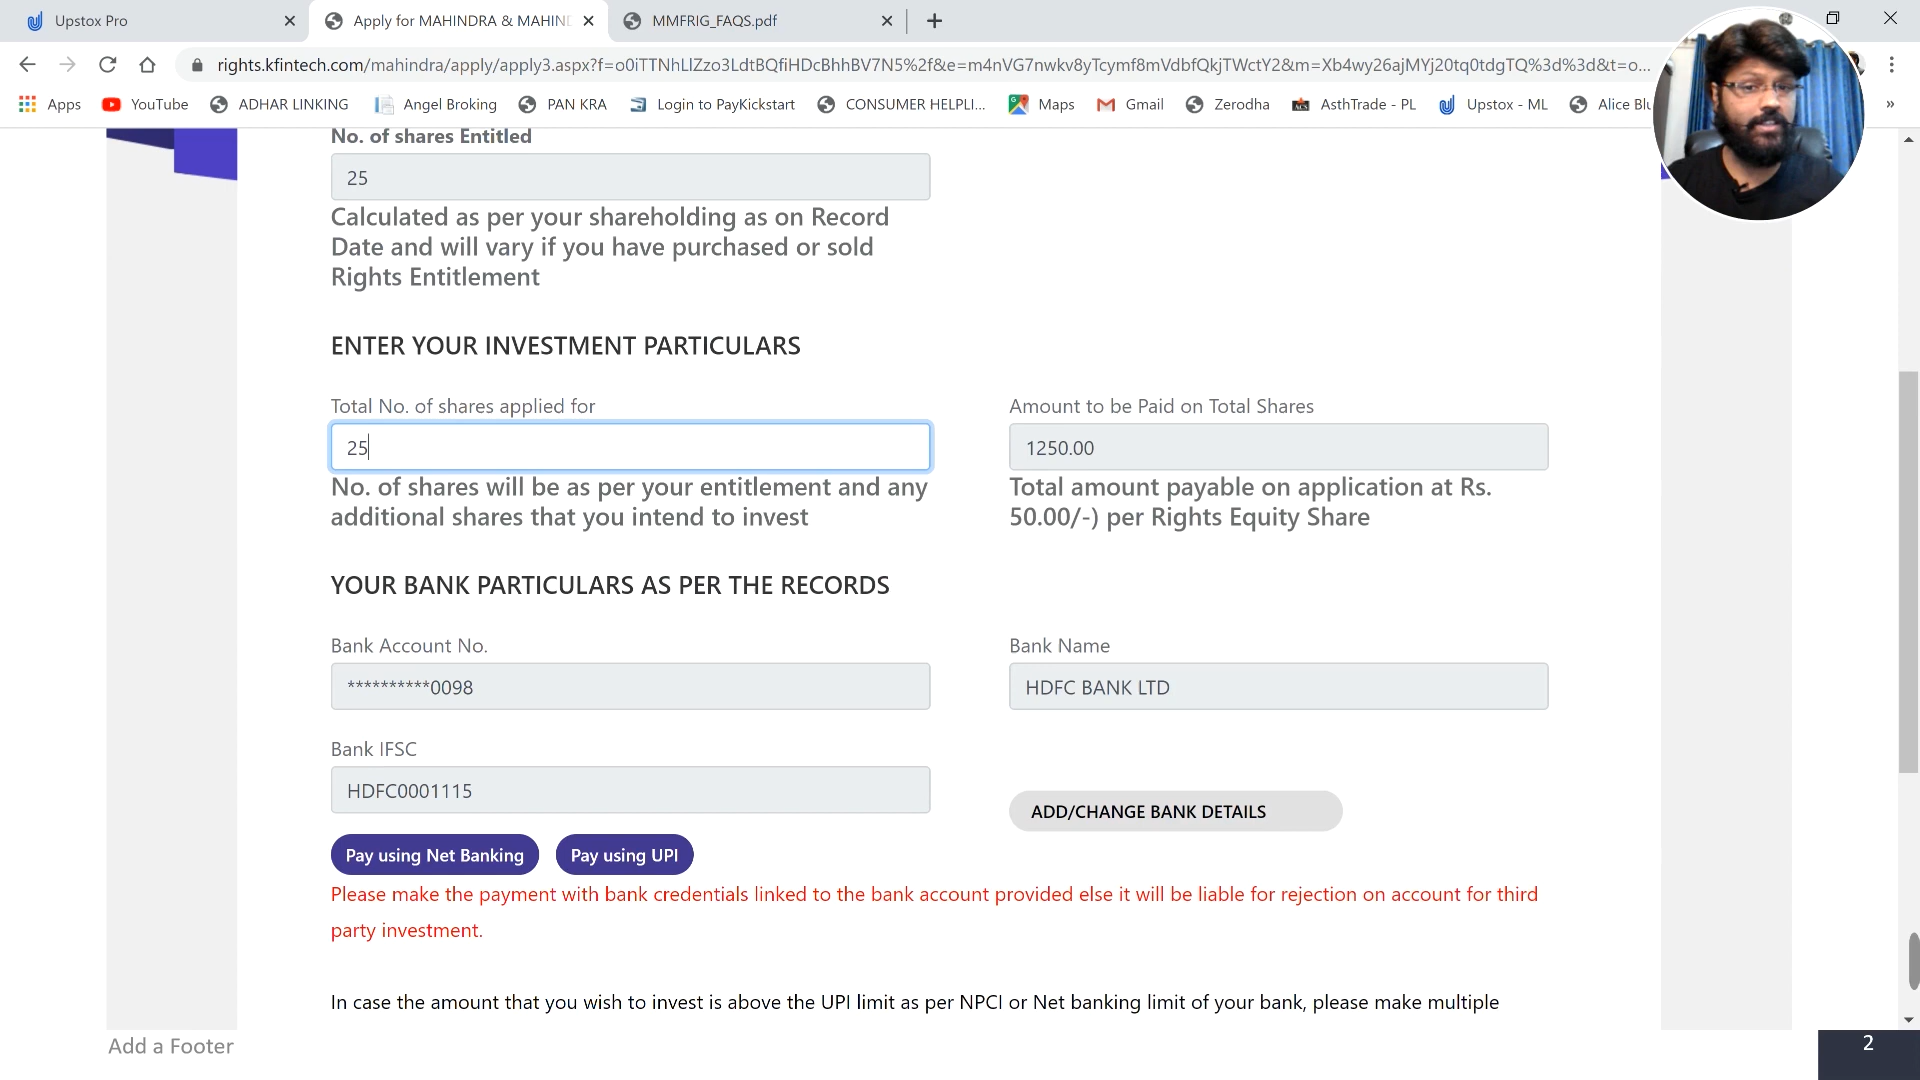 Upstox Pro
Apply for MAHINDRA & MAHIND
MMFRIG_FAQS.pdf
rights.kfintech.com/mahindra/apply/apply3.aspx?f=o0iTTNhLIZzo3LdtBQfiHDcBhhBV7N5%2f&e=m4nVG7nwkv8yTcymf8mVdbfQkjTWctY2&m=Xb4wy26ajMYj20tq0tdgTQ%3d%3d&t=o...
Apps YouTube ADHAR LINKING Angel Broking PAN KRA Login to PayKickstart CONSUMER HELPLI... Maps Gmail Zerodha AsthTrade - PL Upstox - ML Alice Blu »
No. of shares Entitled
25
Calculated as per your shareholding as on Record
Date and will vary if you have purchased or sold
Rights Entitlement
ENTER YOUR INVESTMENT PARTICULARS
Total No. of shares applied for
25
No. of shares will be as per your entitlement and any
additional shares that you intend to invest
Amount to be Paid on Total Shares
1250.00
Total amount payable on application at Rs.
50.00/-) per Rights Equity Share
YOUR BANK PARTICULARS AS PER THE RECORDS
Bank Account No.
**********0098
Bank Name
HDFC BANK LTD
Bank IFSC
HDFC0001115
ADD/CHANGE BANK DETAILS
Pay using Net Banking
Pay using UPI
Please make the payment with bank credentials linked to the bank account provided else it will be liable for rejection on account for third
party investment.
In case the amount that you wish to invest is above the UPI limit as per NPCI or Net banking limit of your bank, please make multiple
Add a Footer
2